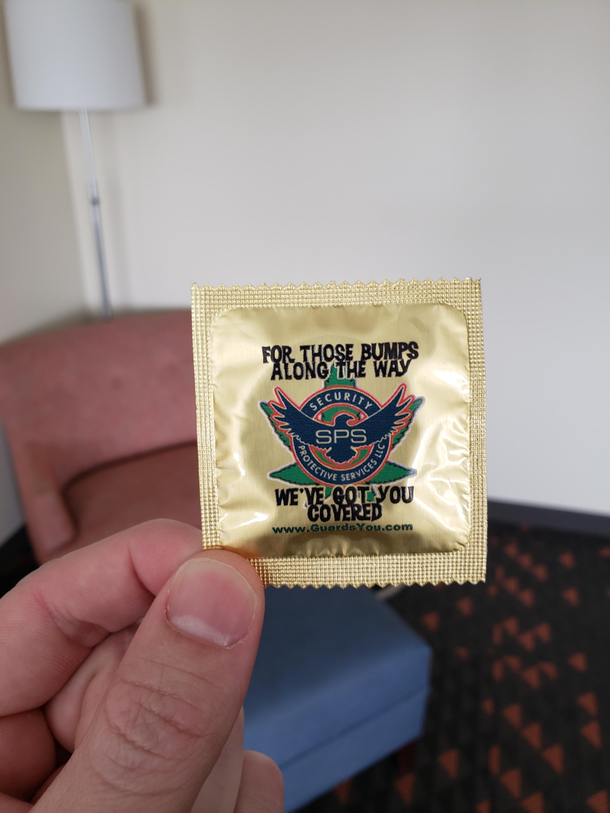 FOR THOSE BUMPS
ALONG THE WAY
SECURITY
SPS
PROTECTIVE SERVICES LLC
WE'VE GOT YOU
COVERED
www.GuardsYou.com